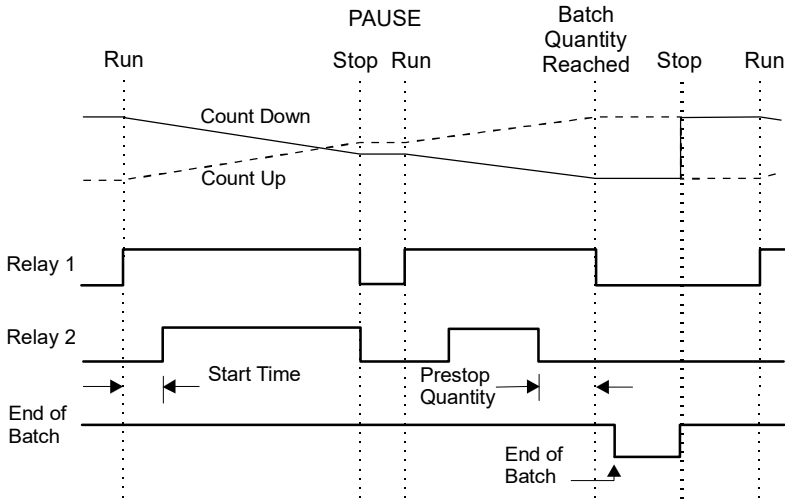 PAUSE
Batch
Quantity
Reached
Run
Stop
Run
Stop
Run
Count Down
Count Up
Relay 1
Relay 2
Start Time
Prestop
Quantity
End of
Batch
End of
Batch